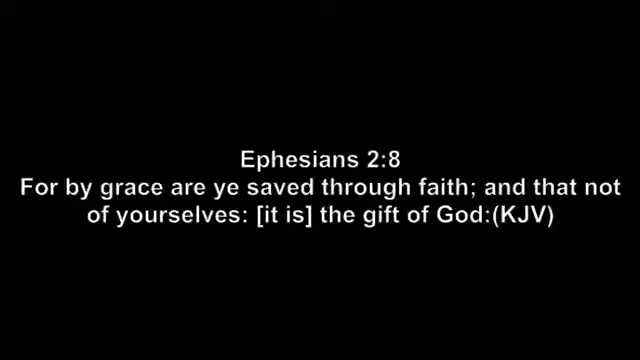 Ephesians 2:8
For by grace are ye saved through faith; and that not
of yourselves: [it is] the gift of God:(KJV)